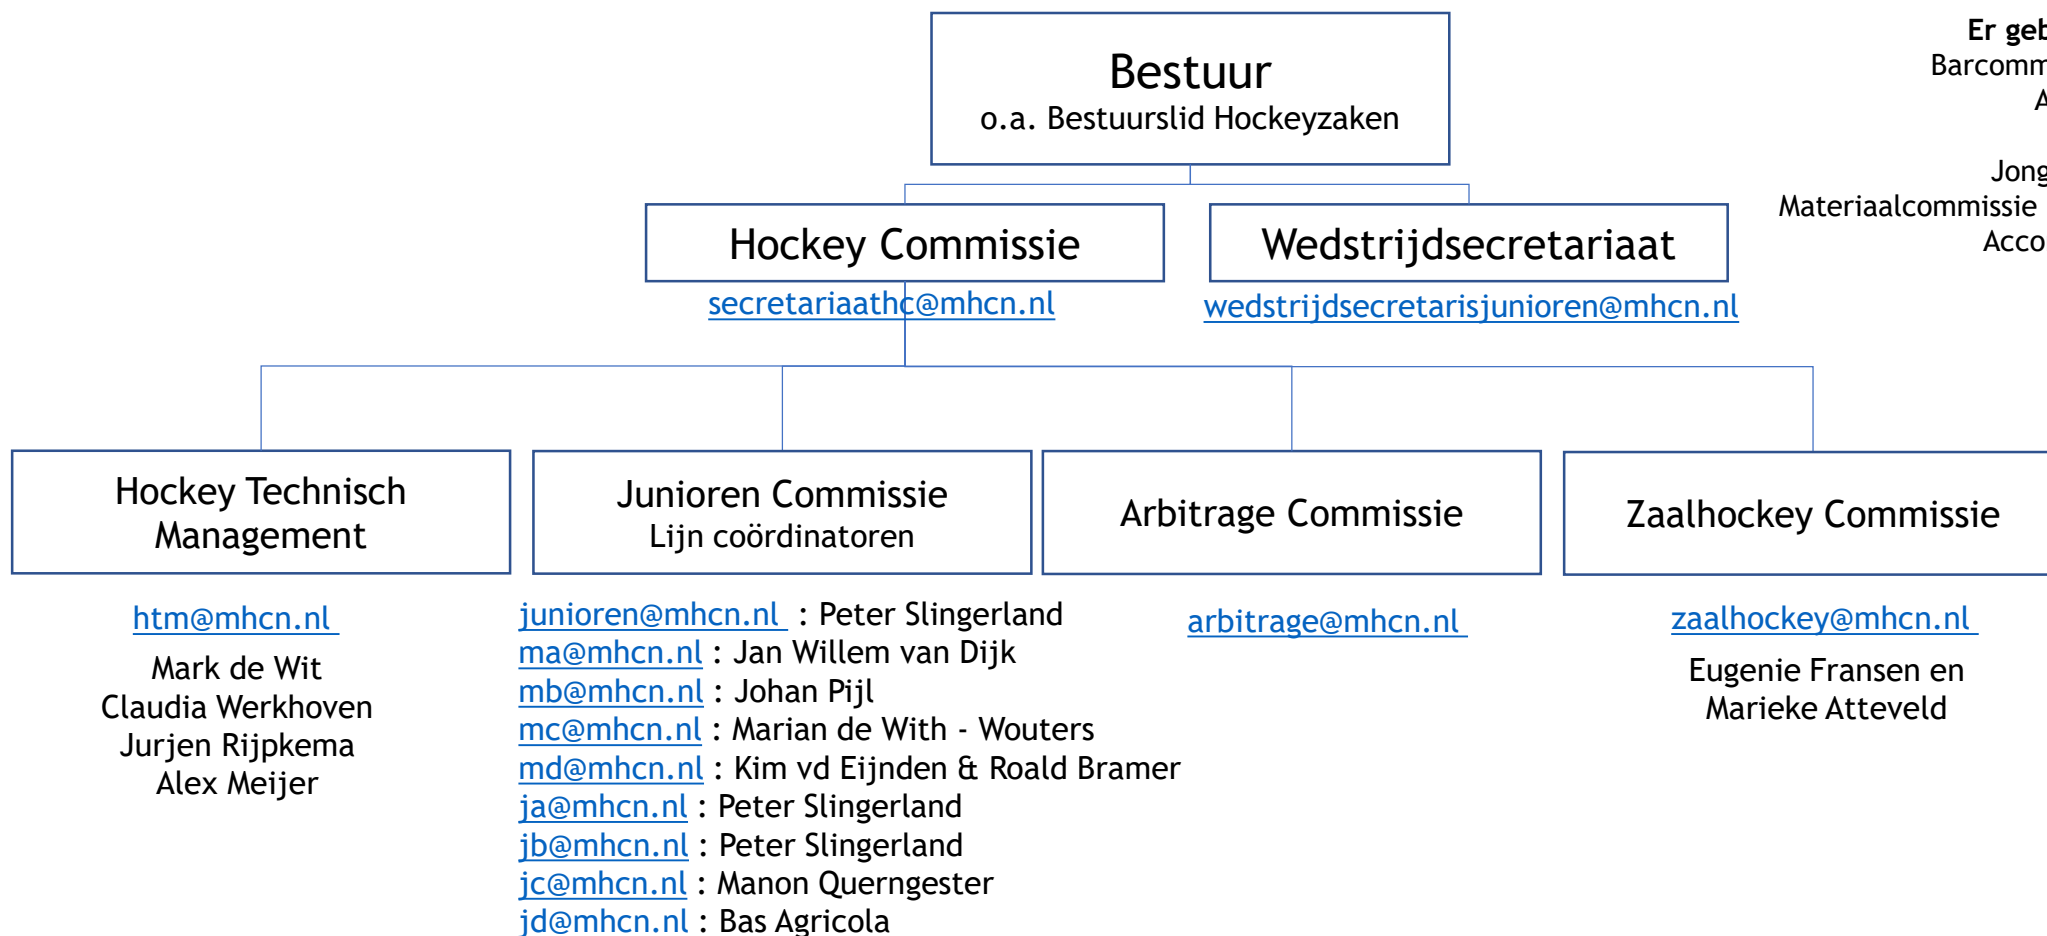 Bestuur
o.a. Bestuurslid Hockeyzaken
Er
Materiaalcommissie
Hockey Commissie
Wedstrijdsecretariaat
secretariaathc@mhcn.nl
wedstrijdsecretarisjunioren@mhcn.nl
Hockey Technisch
Management
Junioren Commissie
Lijn coördinatoren
Arbitrage Commissie
Zaalhockey Commissie
htm@mhcn.nl
Mark de Wit
Claudia Werkhoven
Jurjen Rijpkema
Alex Meijer
junioren@mhcn.nl : Peter Slingerland
ma@mhcn.nl : Jan Willem van Dijk
mb@mhcn.nl : Johan Pijl
mc@mhcn.nl : Marian de With - Wouters
md@mhcn.nl : Kim vd Eijnden & Roald Bramer
ja@mhcn.nl : Peter Slingerland
jb@mhcn.nl : Peter Slingerland
jc@mhcn.nl : Manon Querngester
jd@mhcn.nl : Bas Agricola
arbitrage@mhcn.nl
zaalhockey@mhcn.nl
Eugenie Fransen en
Marieke Atteveld